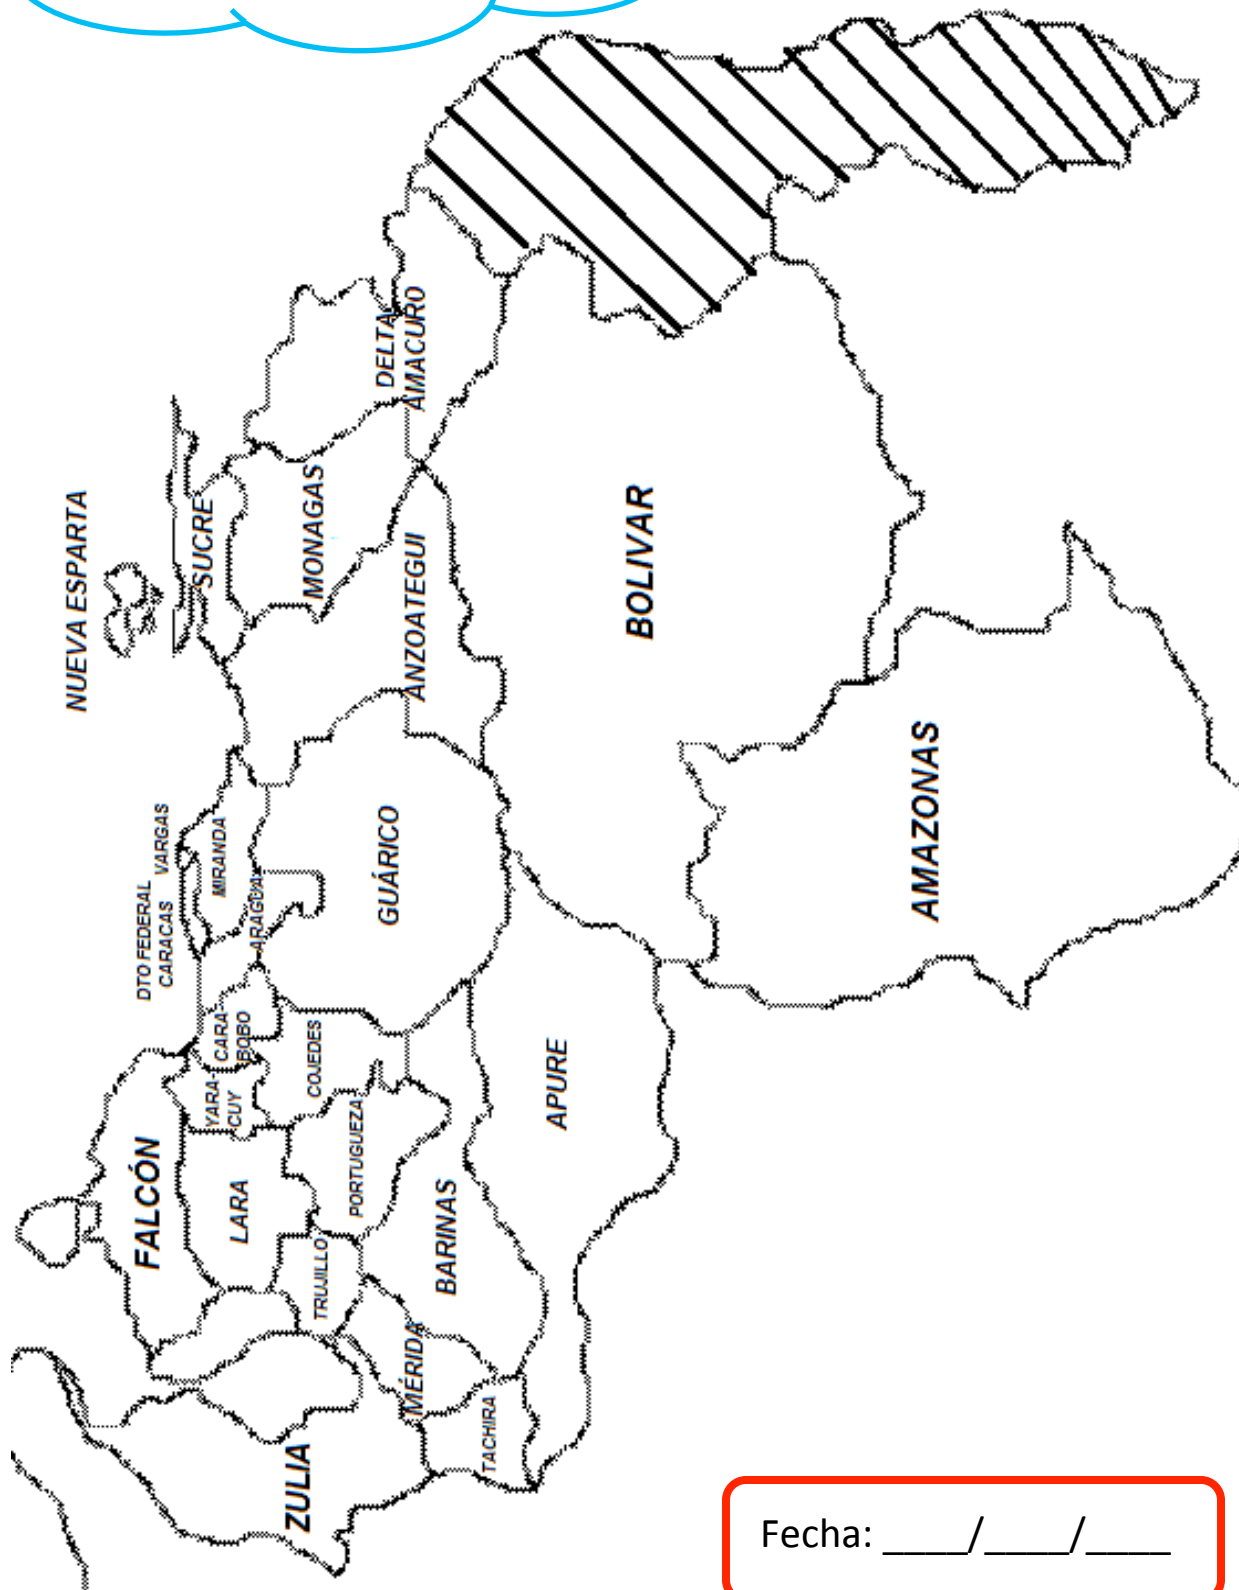 NUEVA ESPARTA
SUCRE
MONAGAS
DELTA
AMACURO
ANZOATEGUI
BOLIVAR
AMAZONAS
DTO FEDERAL
CARACAS
VARGAS
MIRANDA
ARAGUA
GUÁRICO
CARA-
BOBO
YARA-
CUY
COJEDES
APURE
FALCÓN
LARA
PORTUGUEZA
BARINAS
TRUJILLO
MÉRIDA
TACHIRA
ZULIA
Fecha: ____/____/____